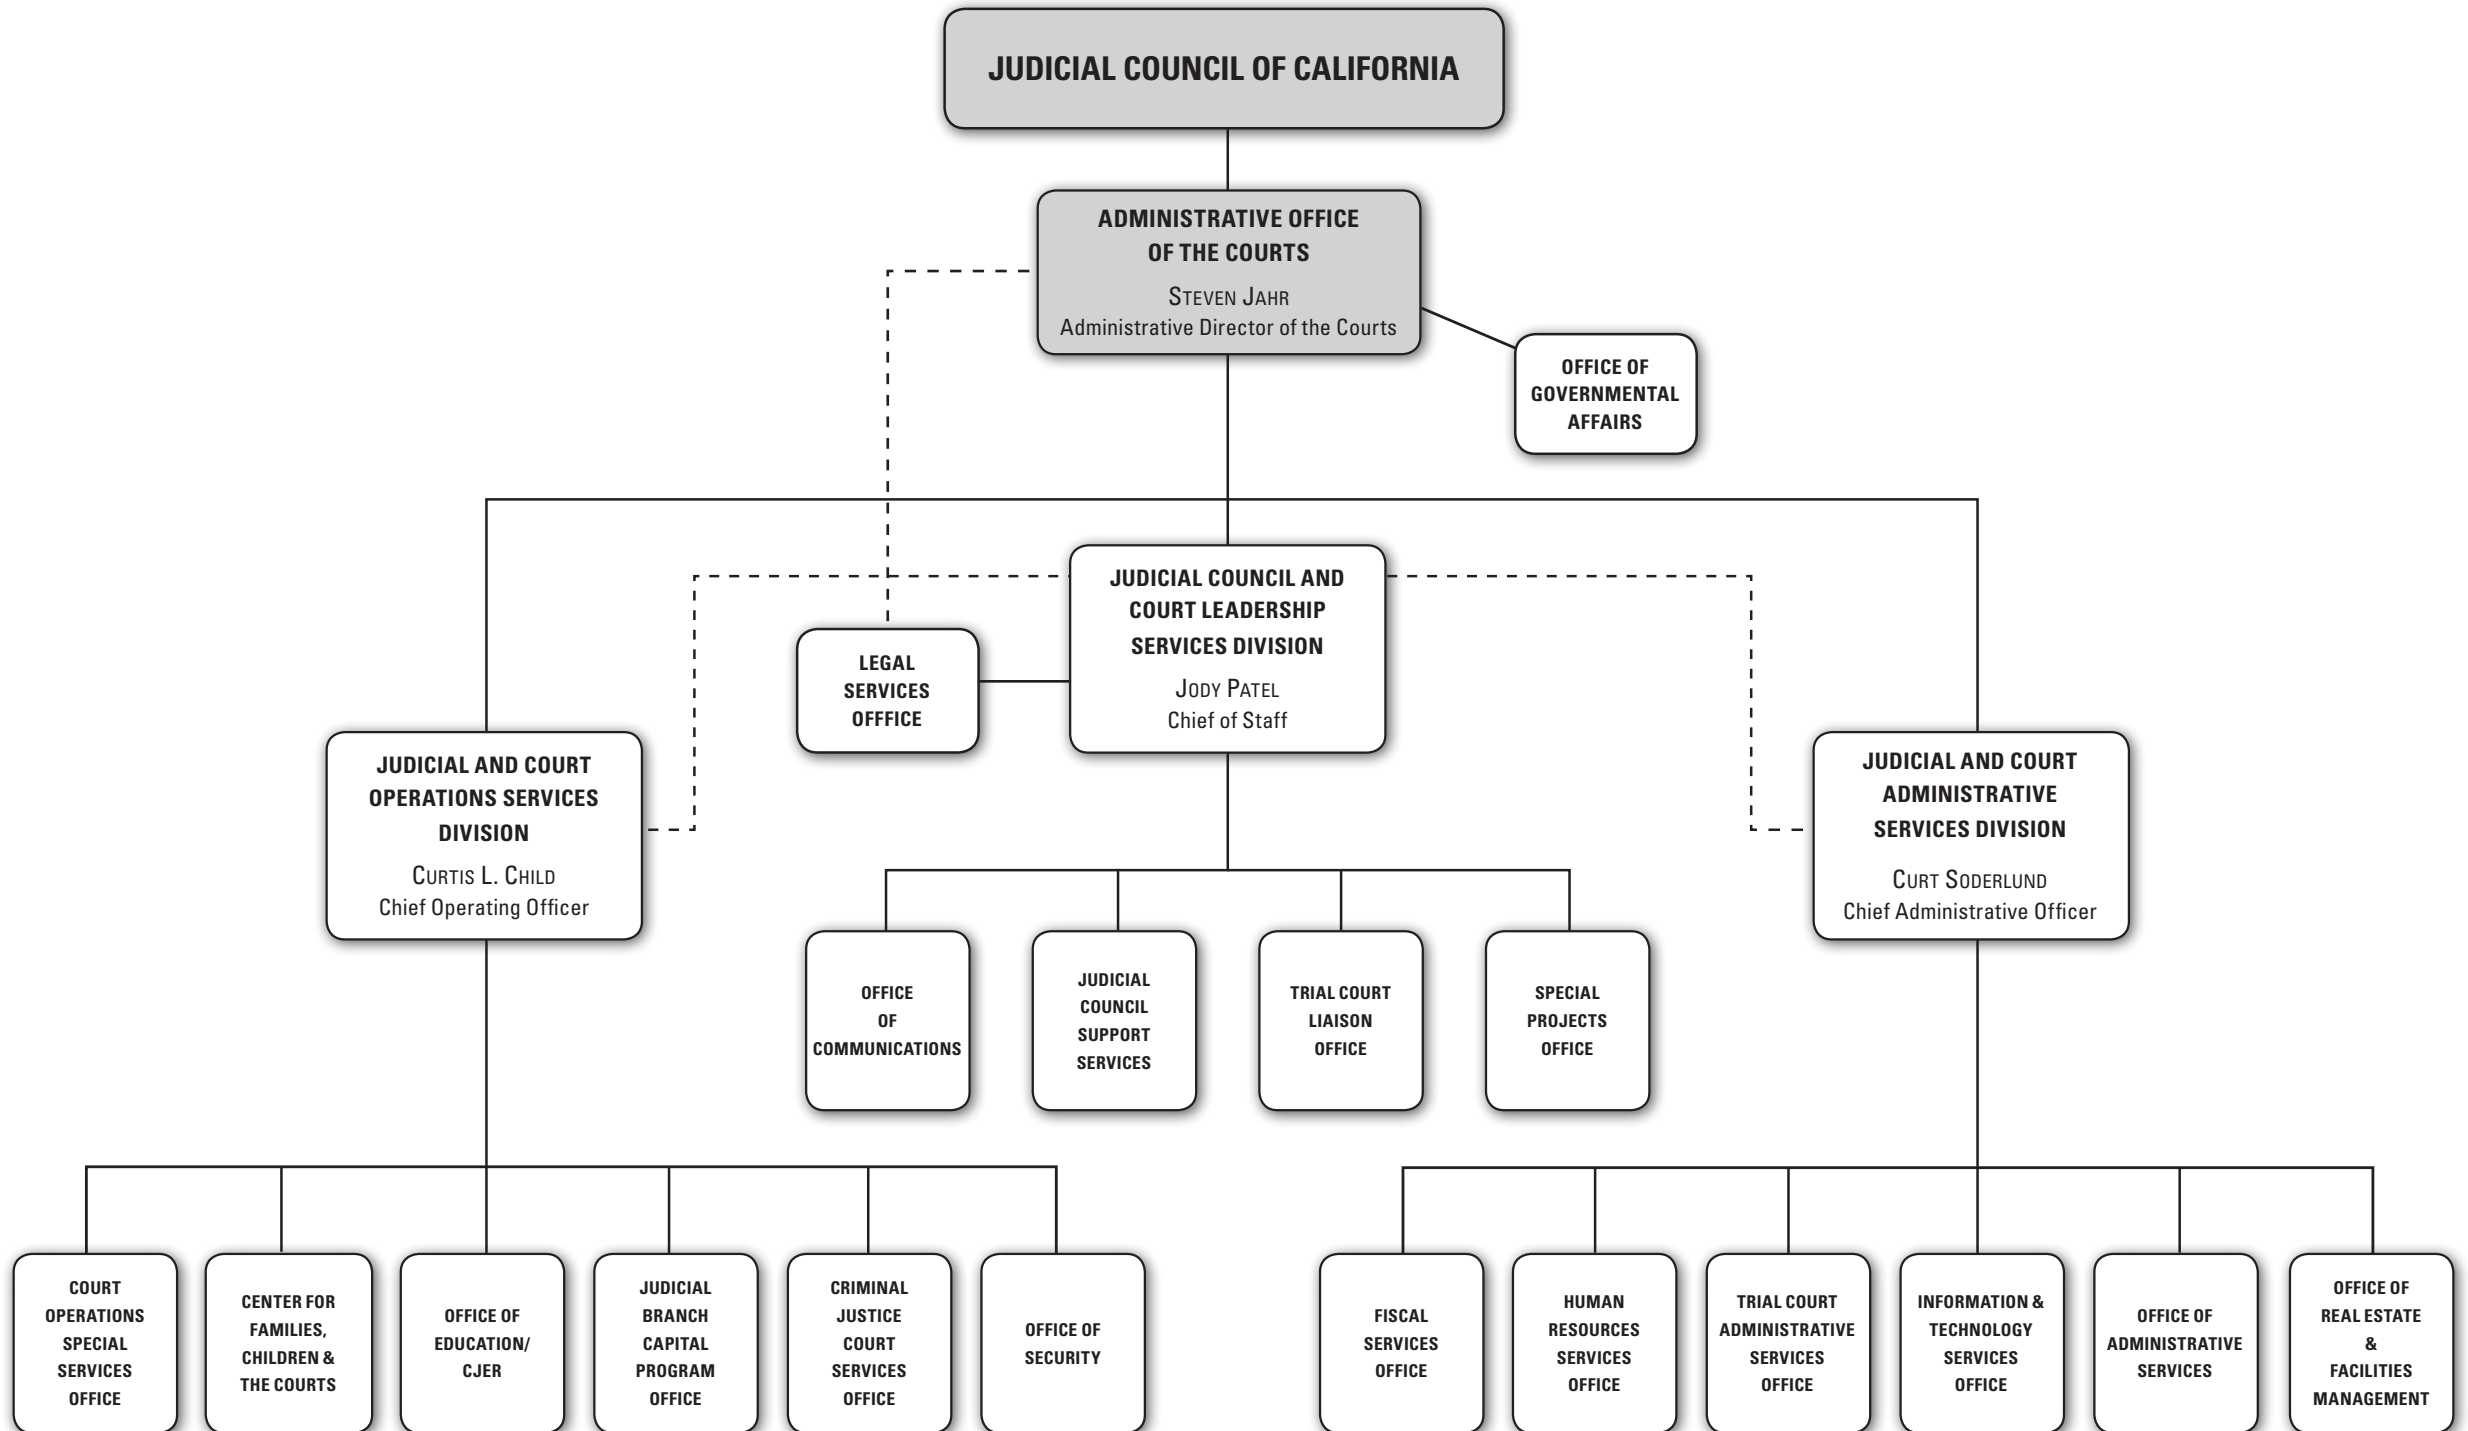 JUDICIAL COUNCIL OF CALIFORNIA
ADMINISTRATIVE OFFICE
OF THE COURTS
STEVEN JAHR
Administrative Director of the Courts
OFFICE OF
GOVERNMENTAL
AFFAIRS
JUDICIAL COUNCIL AND
COURT LEADERSHIP
SERVICES DIVISION
JODY PATEL
Chief of Staff
LEGAL
SERVICES
OFFFICE
JUDICIAL AND COURT
OPERATIONS SERVICES
DIVISION
CURTIS L. CHILD
Chief Operating Officer
JUDICIAL AND COURT
ADMINISTRATIVE
SERVICES DIVISION
CURT SODERLUND
Chief Administrative Officer
OFFICE
OF
COMMUNICATIONS
JUDICIAL
COUNCIL
SUPPORT
SERVICES
TRIAL COURT
LIAISON
OFFICE
SPECIAL
PROJECTS
OFFICE
COURT
OPERATIONS
SPECIAL
SERVICES
OFFICE
CENTER FOR
FAMILIES,
CHILDREN &
THE COURTS
OFFICE OF
EDUCATION/
CJER
JUDICIAL
BRANCH
CAPITAL
PROGRAM
OFFICE
CRIMINAL
JUSTICE
COURT
SERVICES
OFFICE
OFFICE OF
SECURITY
FISCAL
SERVICES
OFFICE
HUMAN
RESOURCES
SERVICES
OFFICE
TRIAL COURT
ADMINISTRATIVE
SERVICES
OFFICE
INFORMATION &
TECHNOLOGY
SERVICES
OFFICE
OFFICE OF
ADMINISTRATIVE
SERVICES
OFFICE OF
REAL ESTATE
&
FACILITIES
MANAGEMENT